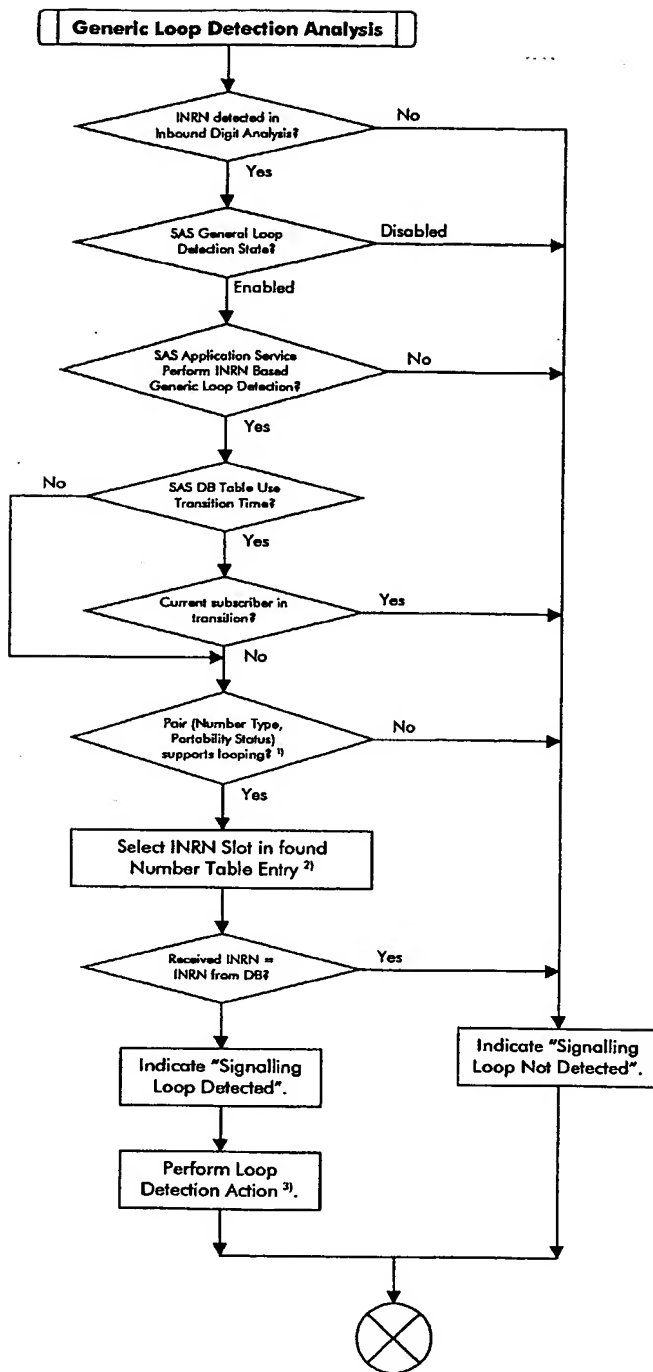 Generic Loop Detection Analysis
INRN detected in
Inbound Digit Analysis?
No
Yes
SAS General Loop
Detection State?
Disabled
Enabled
SAS Application Service
Perform INRN Based
Generic Loop Detection?
No
Yes
No
SAS DB Table Use
Transition Time?
Yes
Current subscriber in
transition?
Yes
No
Pair (Number Type,
Portability Status)
supports looping? 1)
No
Yes
Select INRN Slot in found
Number Table Entry 2)
Received INRN =
INRN from DB?
Yes
Indicate "Signalling
Loop Detected".
Indicate "Signalling
Loop Not Detected".
Perform Loop
Detection Action 3).